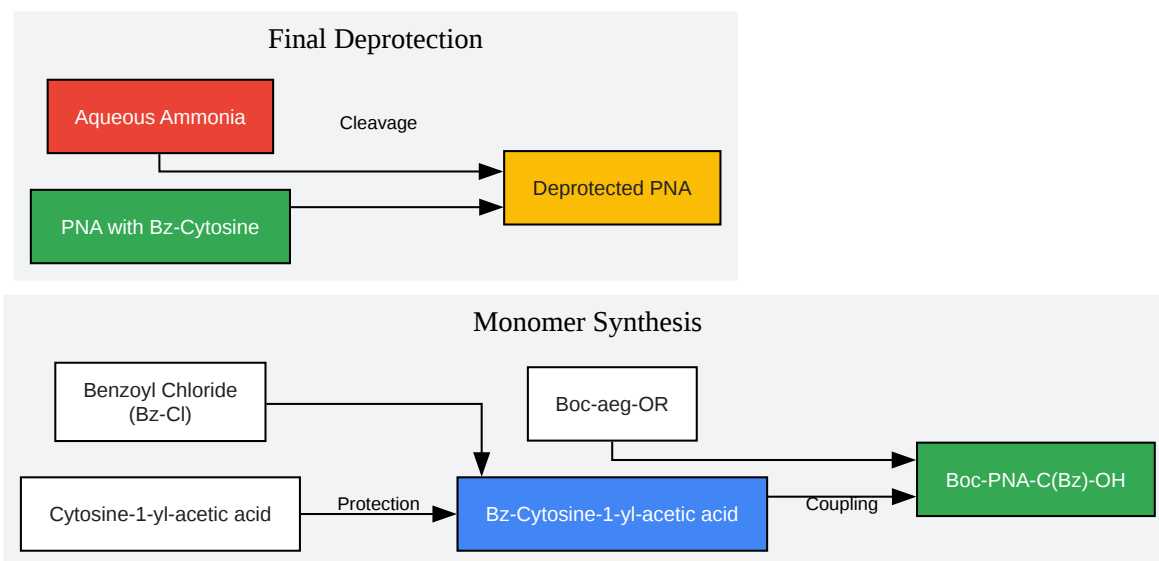 Final Deprotection
Aqueous Ammonia
Cleavage
Deprotected PNA
PNA with Bz-Cytosine
Monomer Synthesis
Benzoyl Chloride
(Bz-Cl)
Boc-aeg-OR
Boc-PNA-C(Bz)-OH
Cytosine-1-yl-acetic acid
Protection
Bz-Cytosine-1-yl-acetic acid
Coupling